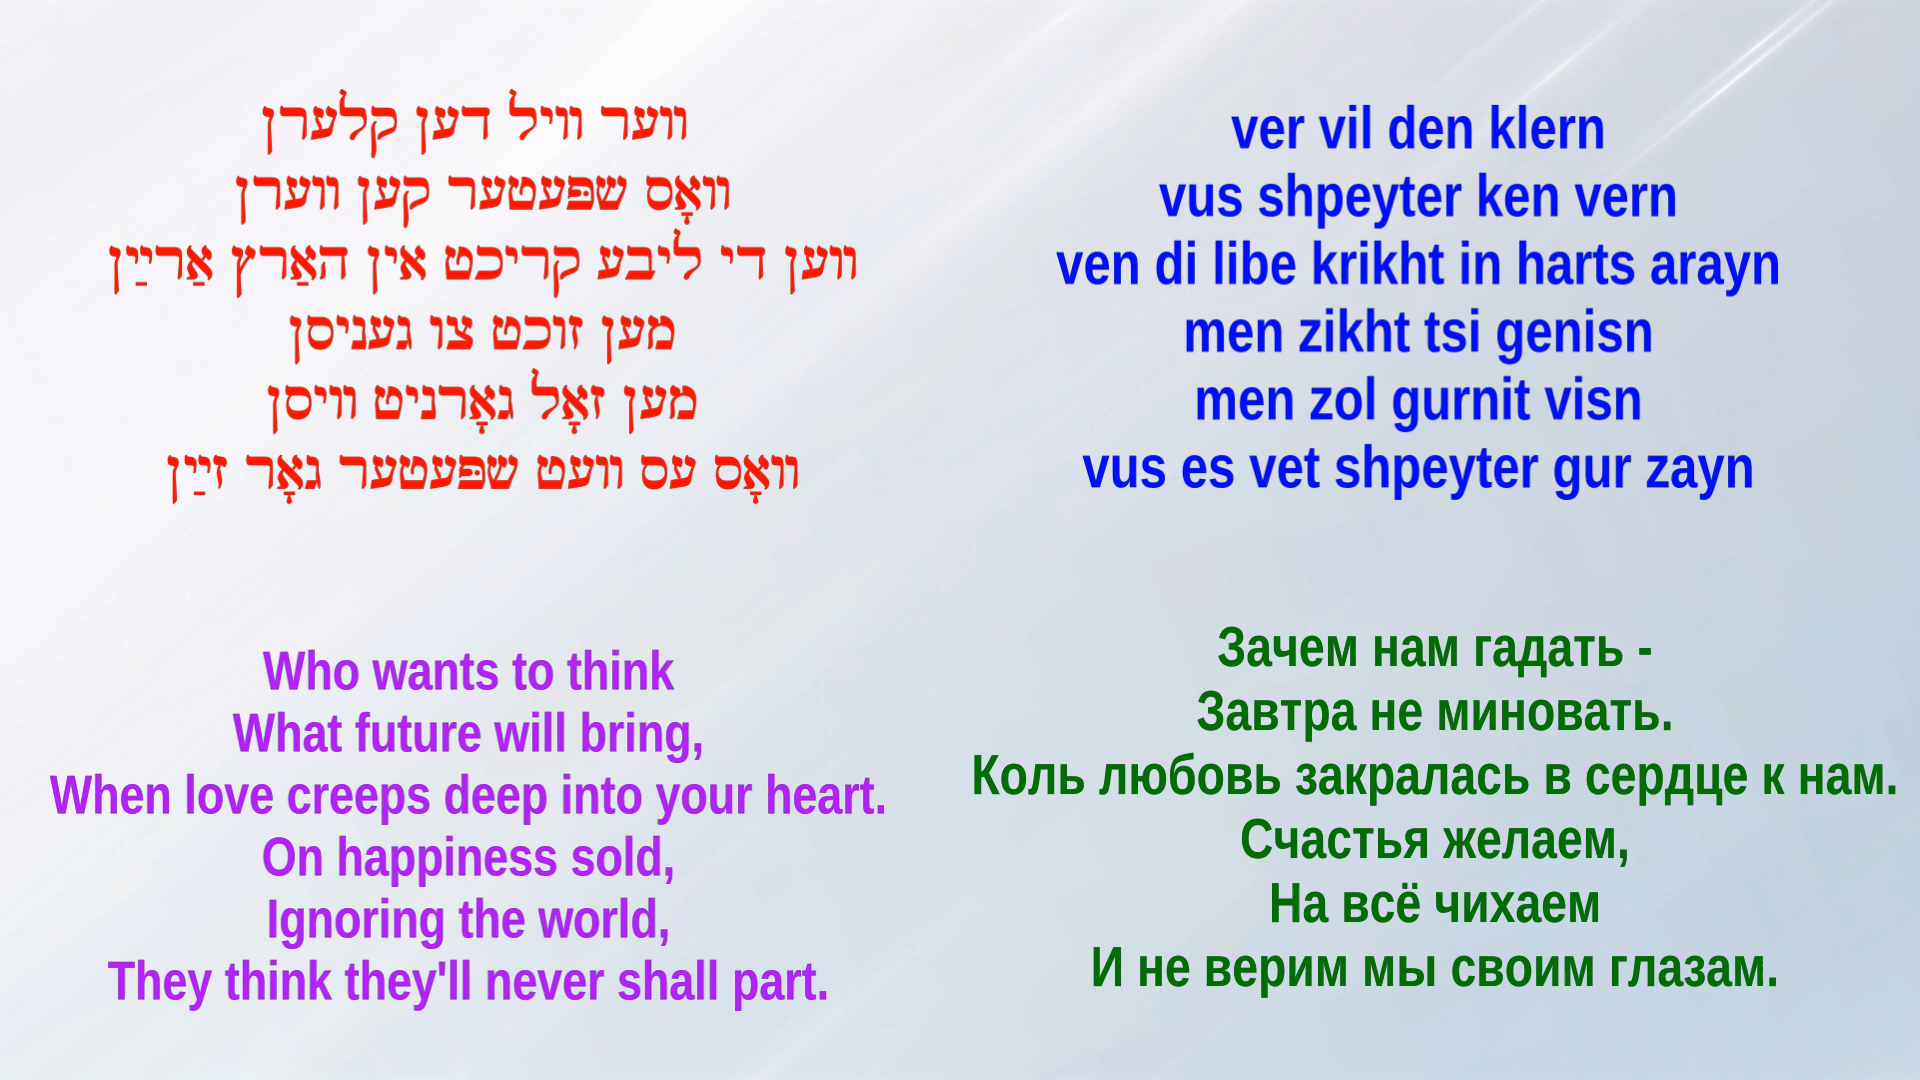 ווער וויל דען קלערן
וואָס שפּעטער קען ווערן
ווען די ליבע קריכט אין האַרץ אַרײַן
מען זוכט צו געניסן
מען זאָל גאָרניט וויסן
וואָס עס וועט שפּעטער גאָר זײַן
ver vil den klern
vus shpeyter ken vern
ven di libe krikht in harts arayn
men zikht tsi genisn
men zol gurnit visn
vus es vet shpeyter gur zayn
Who wants to think
What future will bring,
When love creeps deep into your heart.
On happiness sold,
Ignoring the world,
They think they'll never shall part.
Зачем нам гадать -
Завтра не миновать.
Коль любовь закралась в сердце к нам.
Счастья желаем,
На всё чихаем
И не верим мы своим глазам.